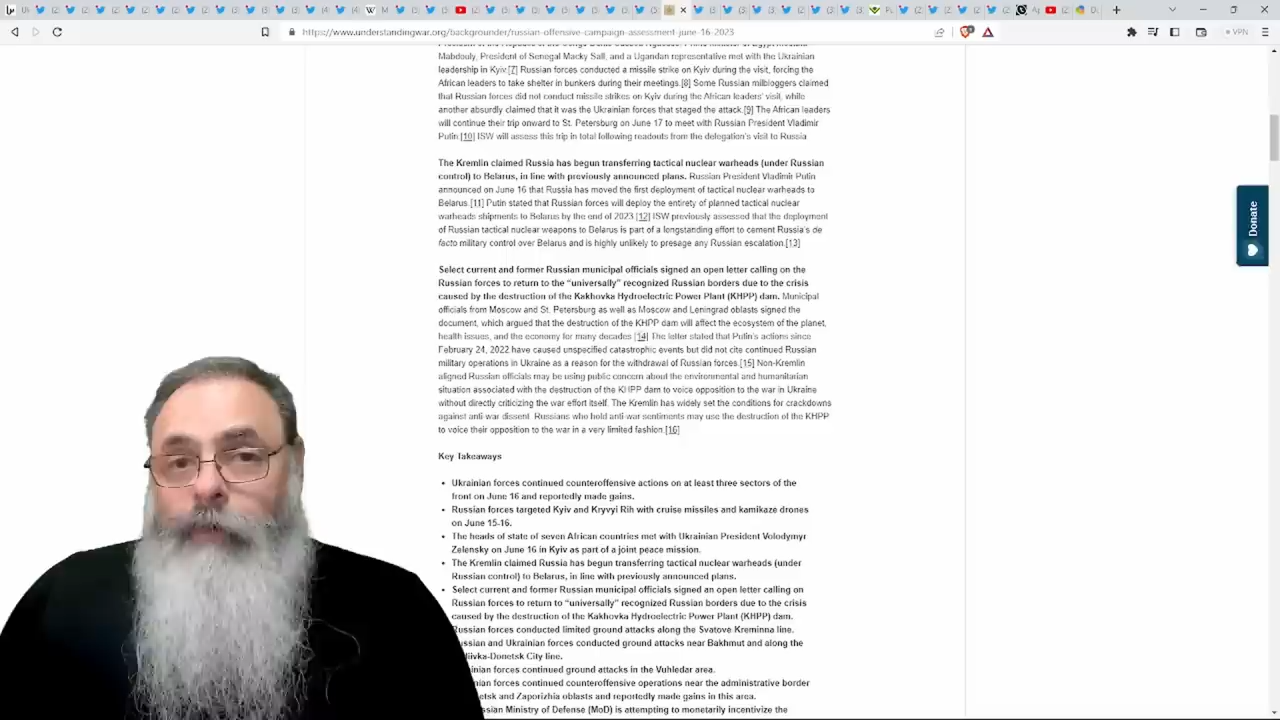 https://www.understandingwar.org/backgrounder/russian-offensive-campaign-assessment-june-16-2023
VPN
Mabdouly, President of Senegal Macky Sall, and a Ugandan representative met with the Ukrainian
leadership in Kyiv.[7] Russian forces conducted a missile strike on Kyiv during the visit, forcing the
African leaders to take shelter in bunkers during their meetings.[8] Some Russian milbloggers claimed
that Russian forces did not conduct missile strikes on Kyiv during the African leaders' visit, while
another absurdly claimed that it was the Ukrainian forces that staged the attack.[9] The African leaders
will continue their trip onward to St. Petersburg on June 17 to meet with Russian President Vladimir
Putin.[10] ISW will assess this trip in total following readouts from the delegation's visit to Russia
The Kremlin claimed Russia has begun transferring tactical nuclear warheads (under Russian
control) to Belarus, in line with previously announced plans. Russian President Vladimir Putin
announced on June 16 that Russia has moved the first deployment of tactical nuclear warheads to
Belarus.[11] Putin stated that Russian forces will deploy the entirety of planned tactical nuclear
warheads shipments to Belarus by the end of 2023.[12] ISW previously assessed that the deployment
of Russian tactical nuclear weapons to Belarus is part of a longstanding effort to cement Russia's de
facto military control over Belarus and is highly unlikely to presage any Russian escalation.[13]
Select current and former Russian municipal officials signed an open letter calling on the
Russian forces to return to the “universally” recognized Russian borders due to the crisis
caused by the destruction of the Kakhovka Hydroelectric Power Plant (KHPP) dam. Municipal
officials from Moscow and St. Petersburg as well as Moscow and Leningrad oblasts signed the
document, which argued that the destruction of the KHPP dam will affect the ecosystem of the planet,
health issues, and the economy for many decades.[14] The letter stated that Putin's actions since
February 24, 2022 have caused unspecified catastrophic events but did not cite continued Russian
military operations in Ukraine as a reason for the withdrawal of Russian forces.[15] Non-Kremlin
aligned Russian officials may be using public concern about the environmental and humanitarian
situation associated with the destruction of the KHPP dam to voice opposition to the war in Ukraine
without directly criticizing the war effort itself. The Kremlin has widely set the conditions for crackdowns
against anti-war dissent. Russians who hold anti-war sentiments may use the destruction of the KHPP
to voice their opposition to the war in a very limited fashion.[16]
Donate
Key Takeaways
• Ukrainian forces continued counteroffensive actions on at least three sectors of the
front on June 16 and reportedly made gains.
• Russian forces targeted Kyiv and Kryvyi Rih with cruise missiles and kamikaze drones
on June 15-16.
• The heads of state of seven African countries met with Ukrainian President Volodymyr
Zelensky on June 16 in Kyiv as part of a joint peace mission.
• The Kremlin claimed Russia has begun transferring tactical nuclear warheads (under
Russian control) to Belarus, in line with previously announced plans.
• Select current and former Russian municipal officials signed an open letter calling on
Russian forces to return to “universally” recognized Russian borders due to the crisis
caused by the destruction of the Kakhovka Hydroelectric Power Plant (KHPP) dam.
Russian forces conducted limited ground attacks along the Svatove Kreminna line.
ssian and Ukrainian forces conducted ground attacks near Bakhmut and along the
diivka-Donetsk City line.
inian forces continued ground attacks in the Vuhledar area.
inian forces continued counteroffensive operations near the administrative border
etsk and Zaporizhia oblasts and reportedly made gains in this area.
ssian Ministry of Defense (MoD) is attempting to monetarily incentivize the